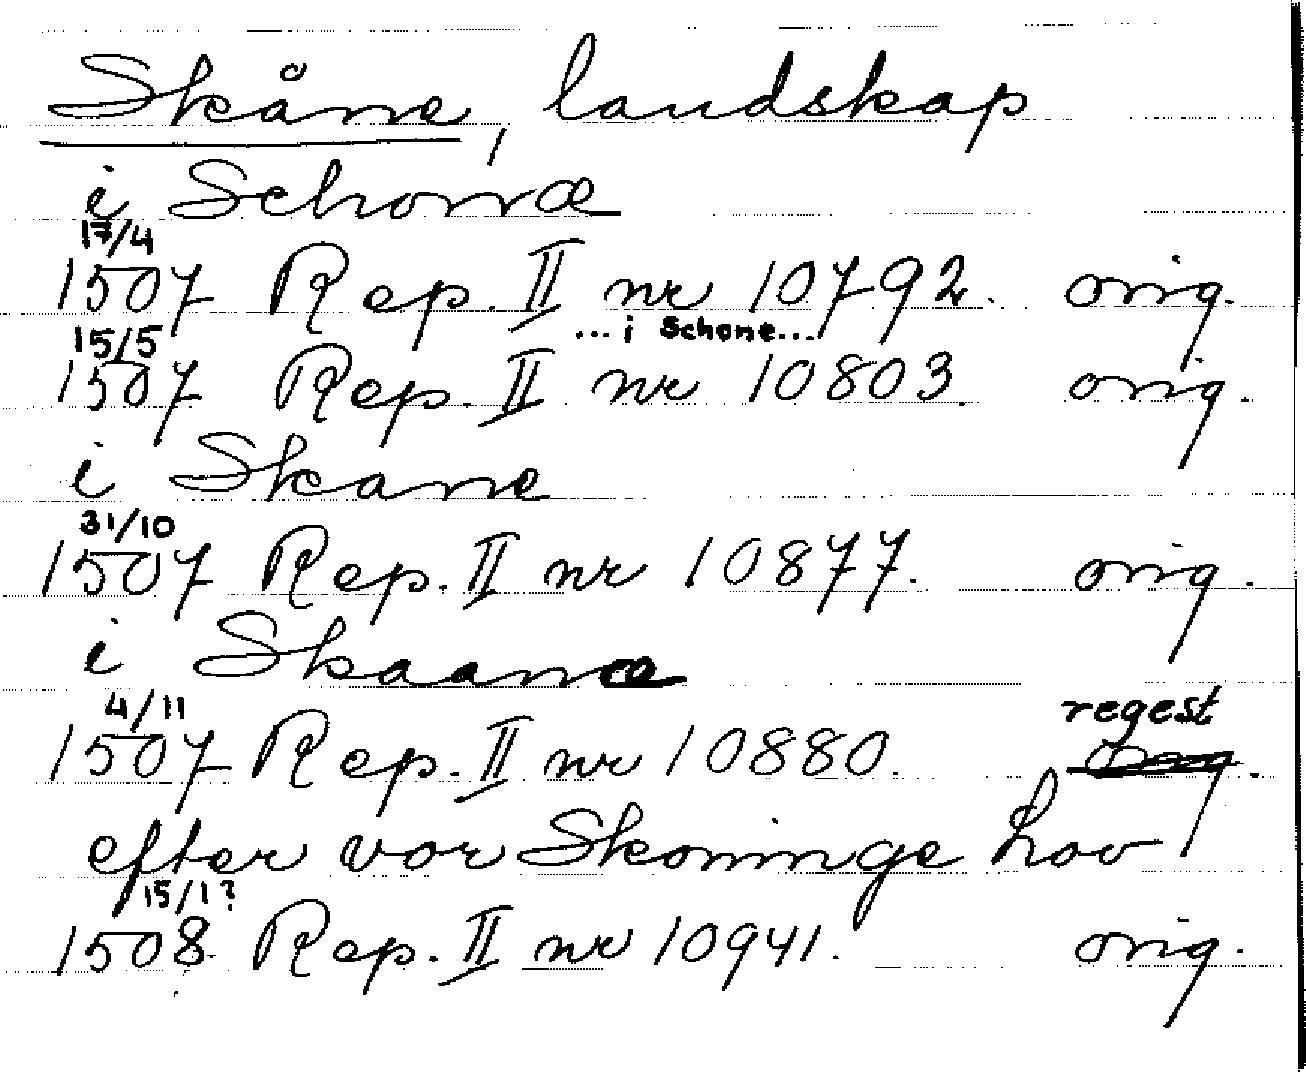 Skåne, landskap
i Schonæ
17/4
1507 Rep. II nr 10792. orig.
... i Schone...
15/5
1507 Rep. II nr 10803. orig.
i Skane
31/10
1507 Rep. II nr 10877. orig.
i Skaanæ
4/11 regest
1507 Rep. II nr 10880.
efter vor Skoninge hov
15/1?
1508 Rep. II nr 10941. orig.